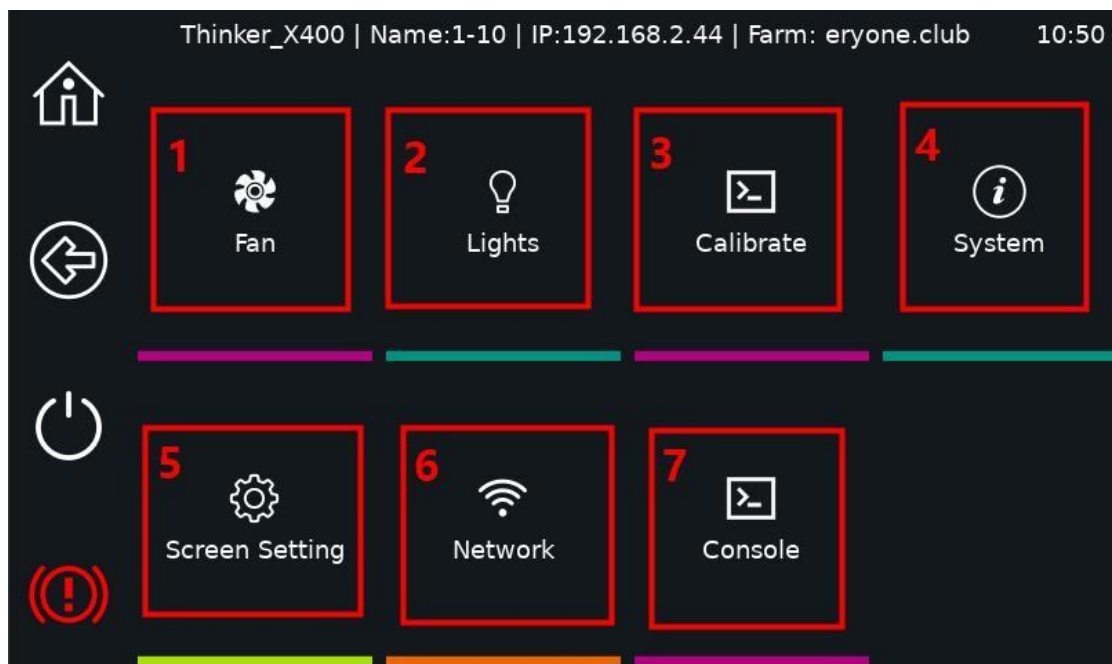 Thinker_X400 | Name:1-10 | IP:192.168.2.44 | Farm: eryone.club 10:50
1 2 3 4
Fan Lights Calibrate System
5 6 7
Screen Setting Network Console